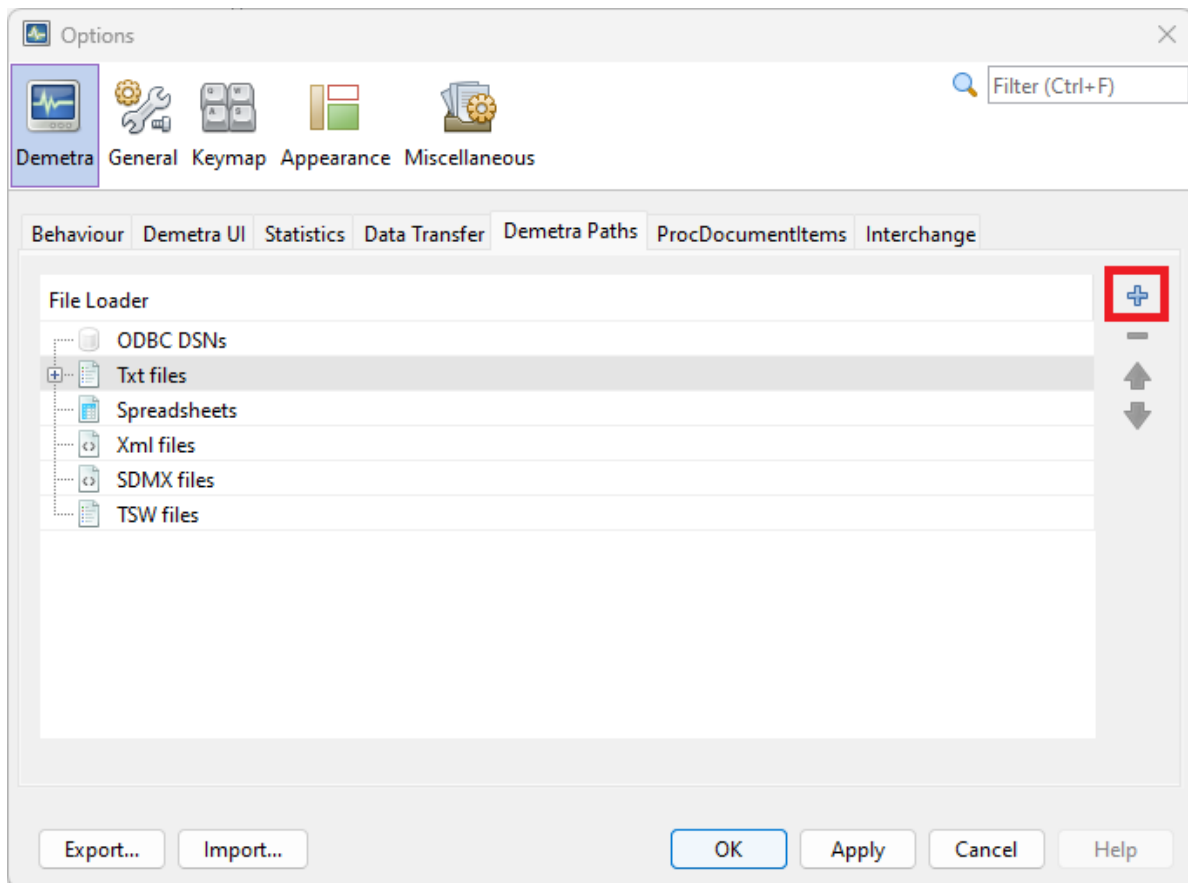 Options
Filter (Ctrl+F)
Demetra General Keymap Appearance Miscellaneous
Behaviour Demetra UI Statistics Data Transfer Demetra Paths ProcDocumentItems Interchange
File Loader
ODBC DSNs
Txt files
Spreadsheets
Xml files
SDMX files
TSW files
Export... Import... OK Apply Cancel Help